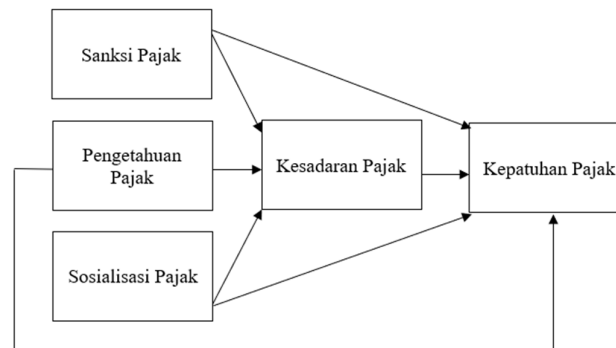 Sanksi Pajak
Pengetahuan
Pajak
Kesadaran Pajak
Kepatuhan Pajak
Sosialisasi Pajak